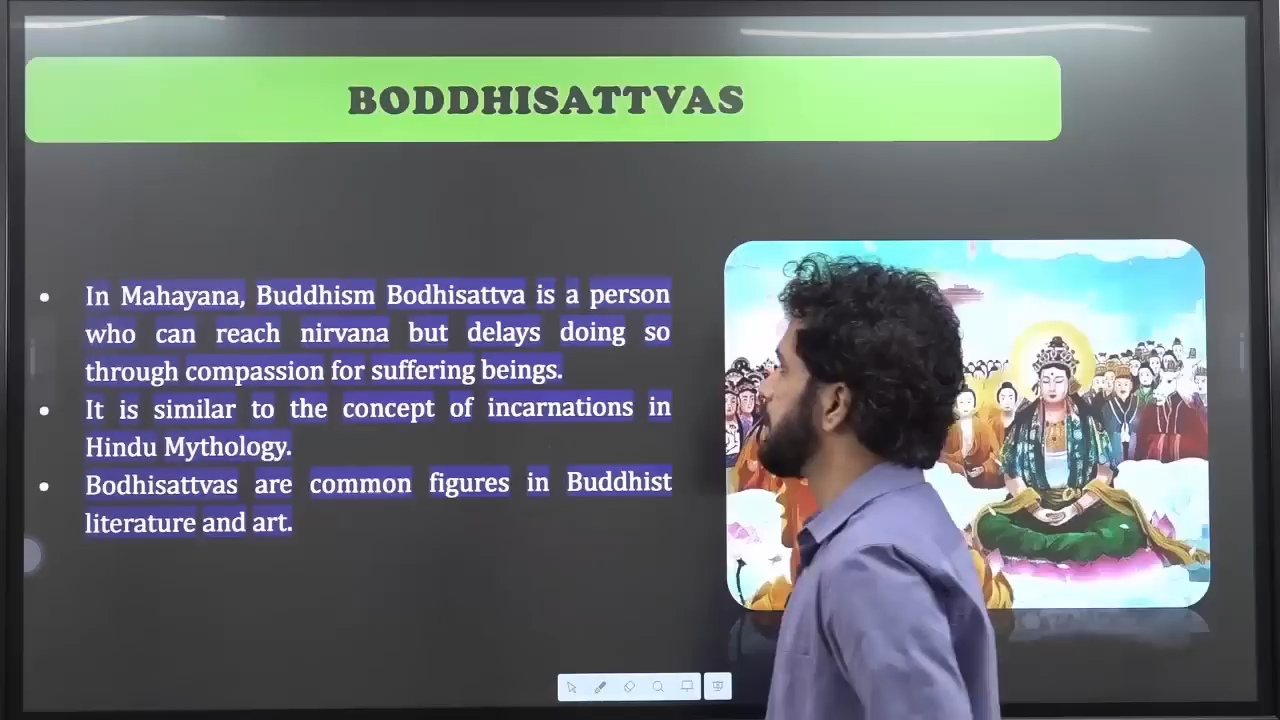 BODDHISATTVAS
• In Mahayana, Buddhism Bodhisattva is a person
who can reach nirvana but delays doing so
through compassion for suffering beings.
• It is similar to the concept of incarnations in
Hindu Mythology.
• Bodhisattvas are common figures in Buddhist
literature and art.